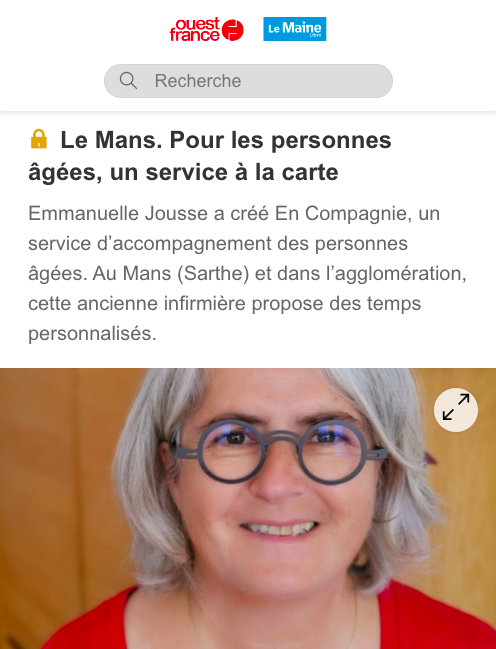 ouest
france
Le Maine
Libre
Recherche
Le Mans. Pour les personnes
âgées, un service à la carte
Emmanuelle Jousse a créé En Compagnie, un
service d’accompagnement des personnes
âgées. Au Mans (Sarthe) et dans l’agglomération,
cette ancienne infirmière propose des temps
personnalisés.